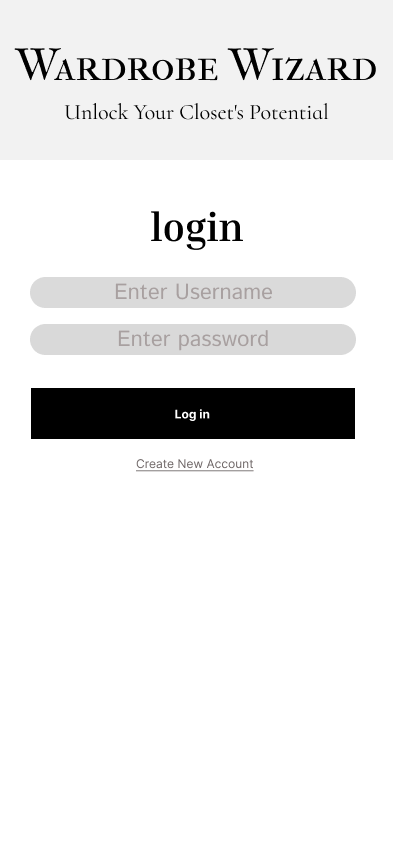 Wardrobe Wizard
Unlock Your Closet's Potential
login
Enter Username
Enter password
Log in
Create New Account